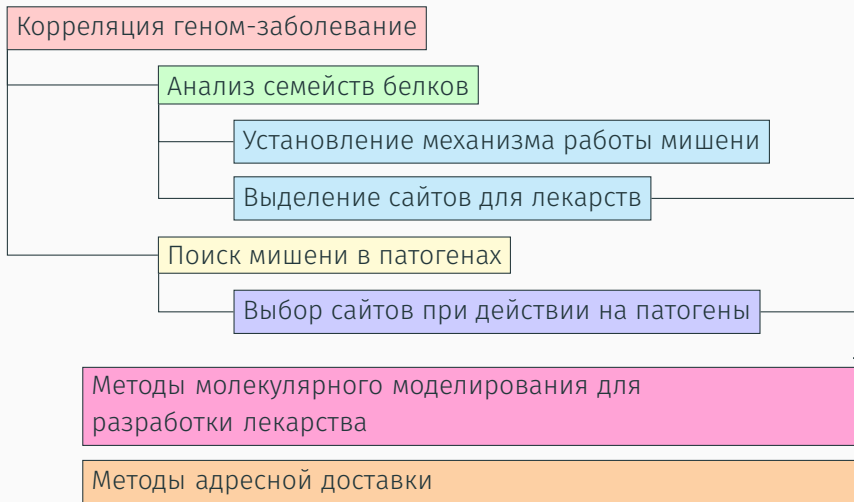 Корреляция геном-заболевание
Анализ семейств белков
Установление механизма работы мишени
Выделение сайтов для лекарств
Поиск мишени в патогенах
Выбор сайтов при действии на патогены
Методы молекулярного моделирования для
разработки лекарства
Методы адресной доставки